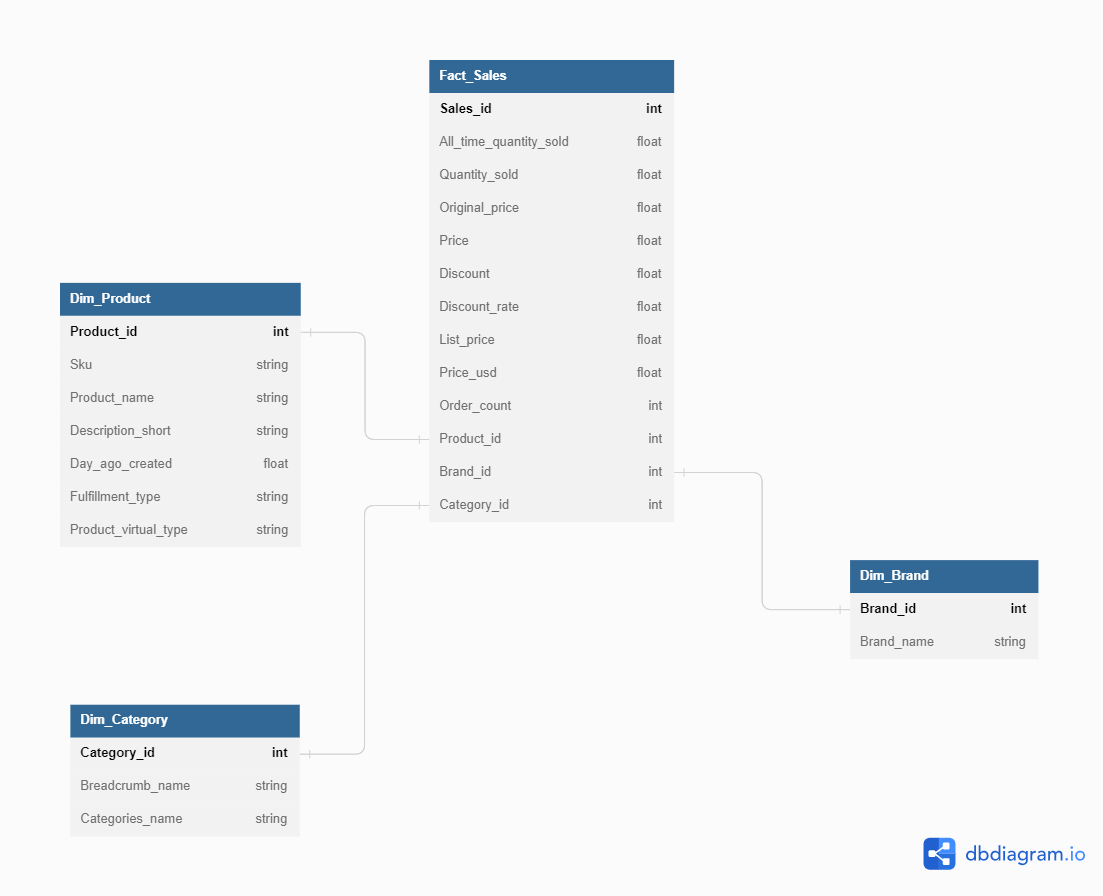 Fact_Sales
Sales_id int
All_time_quantity_sold float
Quantity_sold float
Original_price float
Price float
Discount float
Discount_rate float
List_price float
Price_usd float
Order_count int
Product_id int
Brand_id int
Category_id int
Dim_Product
Product_id int
Sku string
Product_name string
Description_short string
Day_ago_created float
Fulfillment_type string
Product_virtual_type string
Dim_Brand
Brand_id int
Brand_name string
Dim_Category
Category_id int
Breadcrumb_name string
Categories_name string
dbdiagram.io